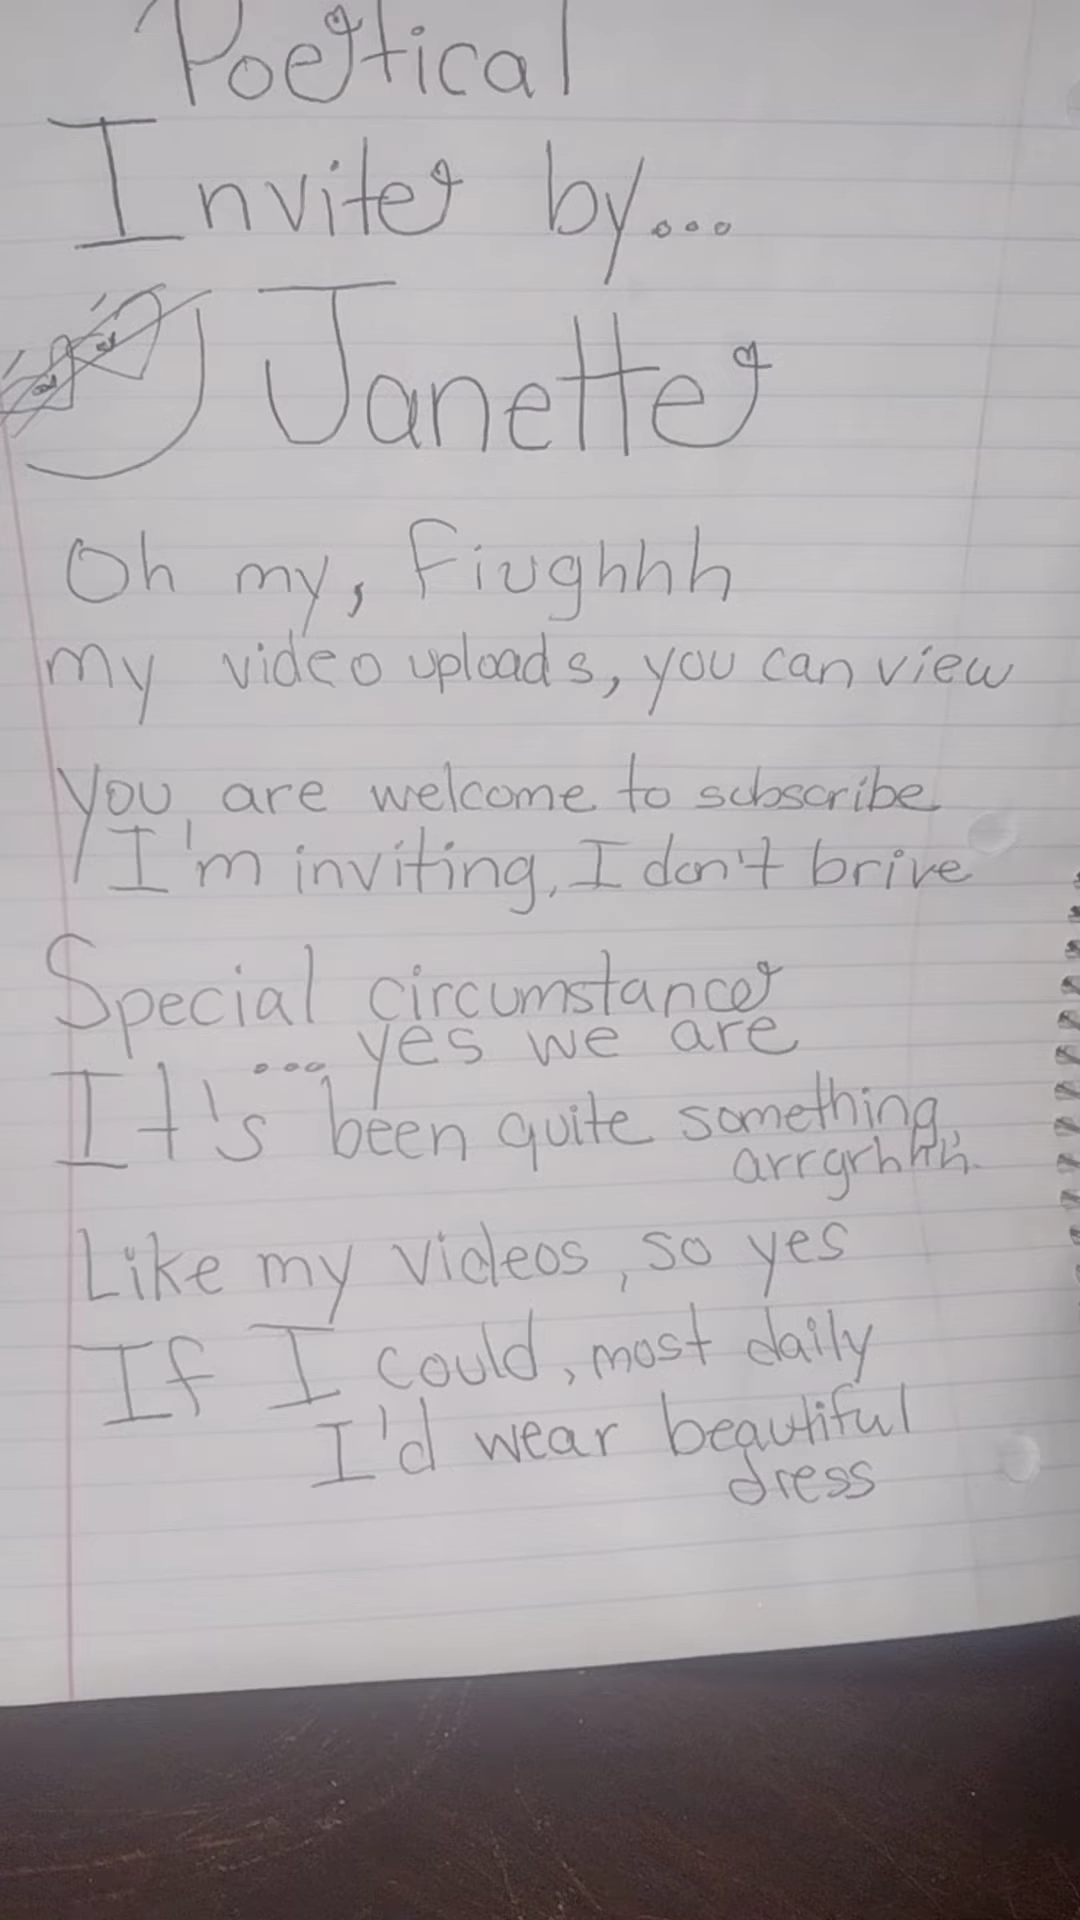 Poetical
Invite by...
Janette
Oh my, Fiughhh
my video uploads, you can view
you are welcome to subscribe
I'm inviting, I don't brive
Special circumstance
... yes we are
It's been quite something,
arrgrhhh.
Like my videos, so yes
If I could, most daily
I'd wear beautiful
dress